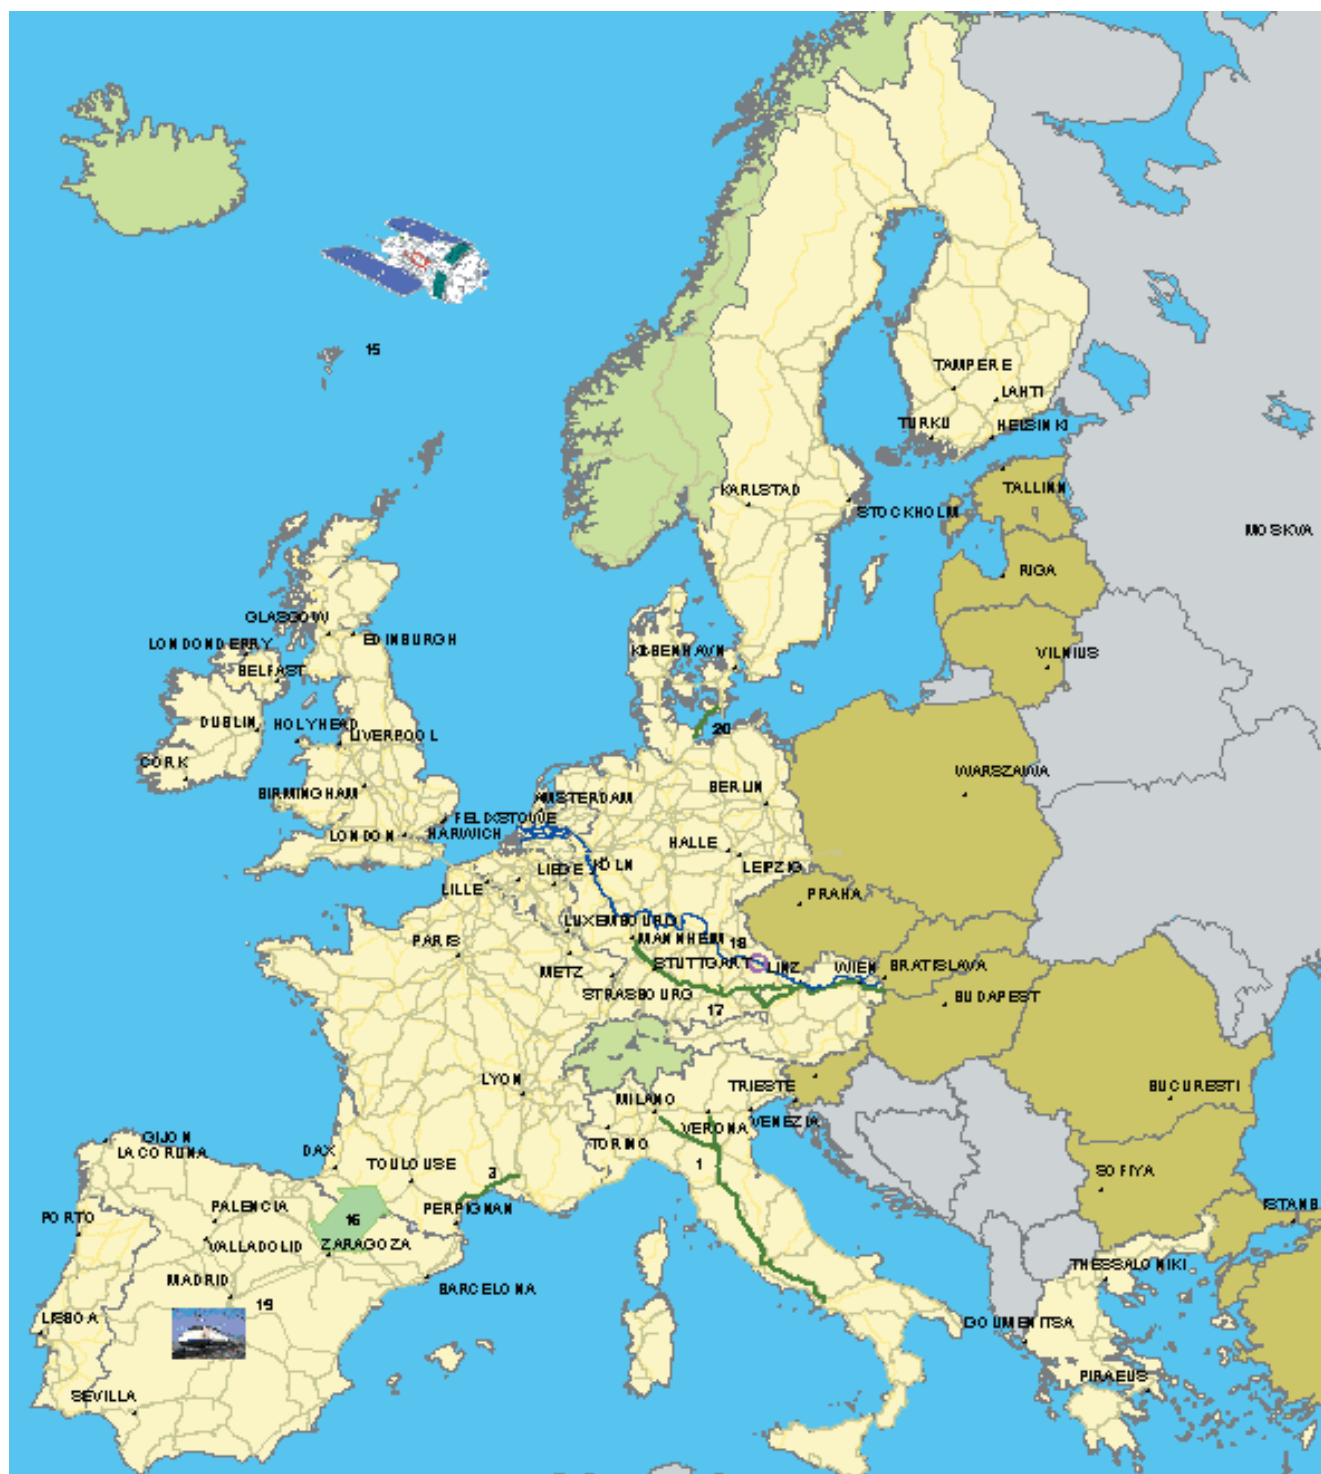 15
TAMPERE
LAHTI
TURKU
HELSINKI
KARLSTAD
TALLINN
STOCKHOLM
MOSKVA
RIGA
GLASGOW
EDINBURGH
LONDONDERRY
KØBENHAVN
VILNIUS
BELFAST
DUBLIN
HOLYHEAD
20
LIVERPOOL
CORK
WARSZAWA
BIRMINGHAM
AMSTERDAM
BERLIN
FELIXSTOWE
LONDON
HARWICH
HALLE
LIEGE
KÖLN
LEIPZIG
LILLE
PRAHA
LUXEMBOURG
PARIS
MANNHEIM
18
STUTTGART
LINZ
WIEN
BRATISLAVA
METZ
STRASBOURG
BUDAPEST
17
LYON
TRIESTE
BUCURESTI
MILANO
VENEZIA
VERONA
GIJON
TORINO
LA CORUNA
DAX
TOULOUSE
1
3
SOFIYA
PALENCIA
PERPIGNAN
ISTANB
PORTO
16
VALLADOLID
ZARAGOZA
THESSALONIKI
MADRID
BARCELONA
19
LISBOA
IGOUMENITSA
PIRAEUS
SEVILLA